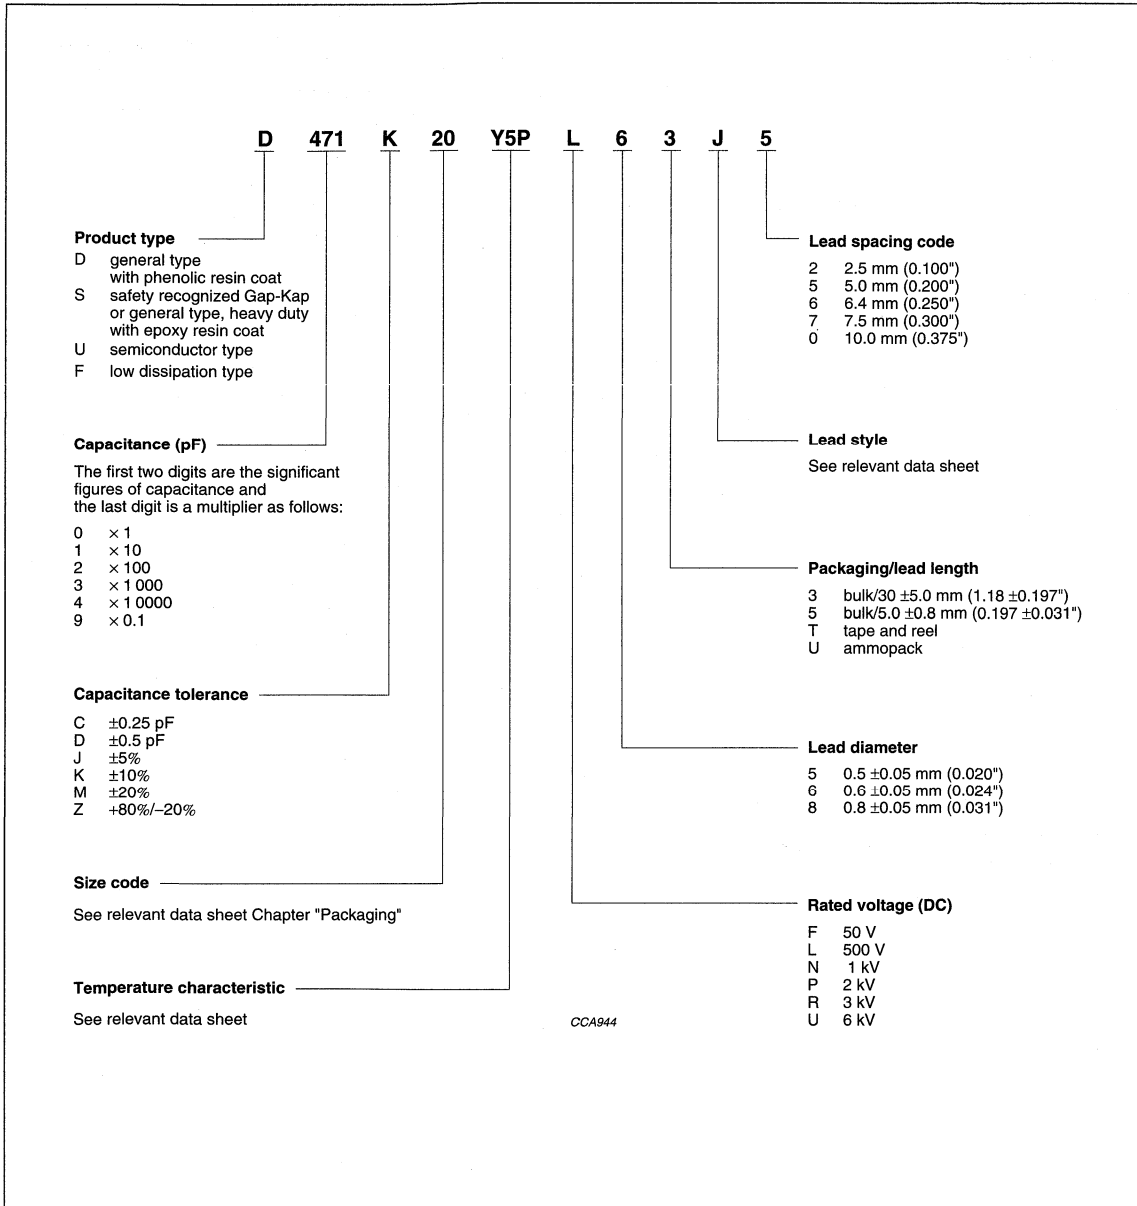 D 471 K 20 Y5P L 6 3 J 5
Product type
D general type
with phenolic resin coat
S safety recognized Gap-Kap
or general type, heavy duty
with epoxy resin coat
U semiconductor type
F low dissipation type
Capacitance (pF)
The first two digits are the significant
figures of capacitance and
the last digit is a multiplier as follows:
0 × 1
1 × 10
2 × 100
3 × 1 000
4 × 1 0000
9 × 0.1
Capacitance tolerance
C ±0.25 pF
D ±0.5 pF
J ±5%
K ±10%
M ±20%
Z +80%/–20%
Size code
See relevant data sheet Chapter "Packaging"
Temperature characteristic
See relevant data sheet
Lead spacing code
2 2.5 mm (0.100")
5 5.0 mm (0.200")
6 6.4 mm (0.250")
7 7.5 mm (0.300")
0 10.0 mm (0.375")
Lead style
See relevant data sheet
Packaging/lead length
3 bulk/30 ±5.0 mm (1.18 ±0.197")
5 bulk/5.0 ±0.8 mm (0.197 ±0.031")
T tape and reel
U ammopack
Lead diameter
5 0.5 ±0.05 mm (0.020")
6 0.6 ±0.05 mm (0.024")
8 0.8 ±0.05 mm (0.031")
Rated voltage (DC)
F 50 V
L 500 V
N 1 kV
P 2 kV
R 3 kV
U 6 kV
CCA944